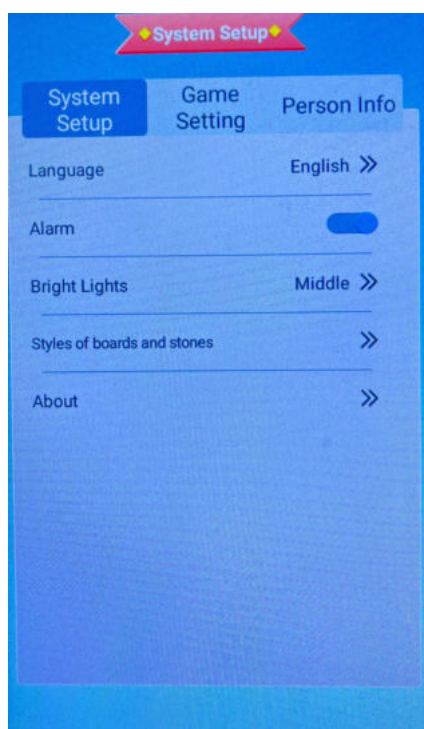 System Setup
System Setup
Game Setting
Person Info
Language English
Alarm
Bright Lights Middle
Styles of boards and stones
About